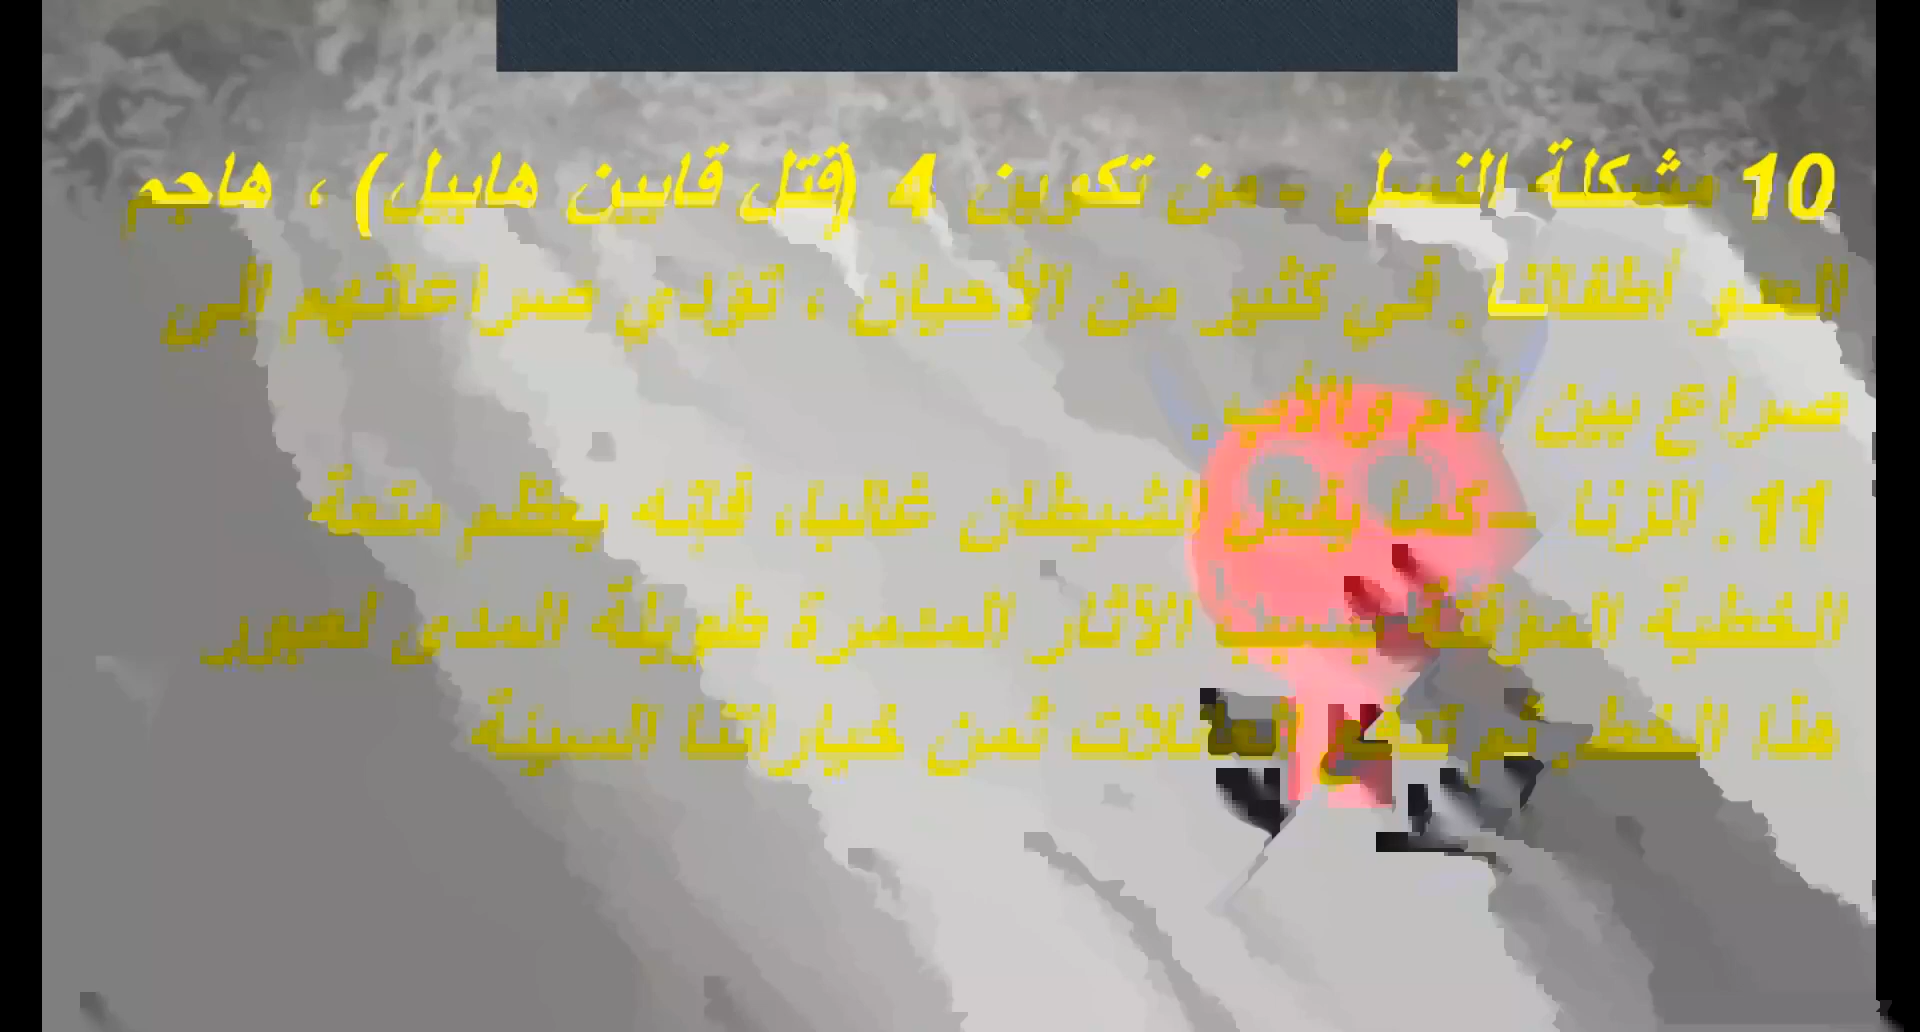 10 مشكلة النسل - من تكوين 4 (قتل قايين هابيل) ، هاجم
العدو أطفالنا. في كثير من الأحيان ، تؤدي صراعاتهم إلى
صراع بين الأم والأب .
11. الزنا – كما يفعل الشيطان غالبا، فإنه يعظم متعة
الخطية المؤقتة الآثار المدمرة طويلة المدى لعبور
هذا الخط. ثم تدفع العائلات ثمن خياراتنا السيئة